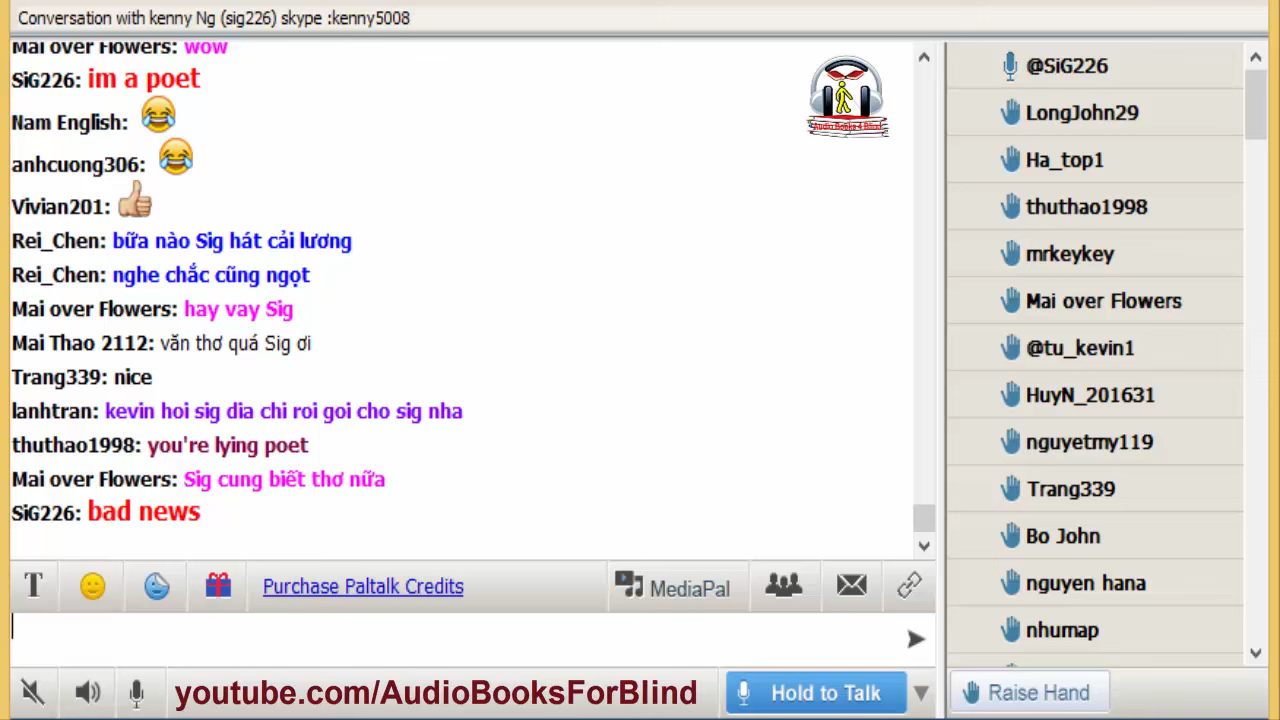 Conversation with kenny Ng (sig226) skype :kenny5008
Mai over Flowers: wow
SiG226: im a poet
Nam English:
anhcuong306:
Vivian201:
Rei_Chen: bữa nào Sig hát cải lương
Rei_Chen: nghe chắc cũng ngọt
Mai over Flowers: hay vay Sig
Mai Thao 2112: văn thơ quá Sig ơi
Trang339: nice
lanhtran: kevin hoi sig dia chi roi goi cho sig nha
thuthao1998: you're lying poet
Mai over Flowers: Sig cung biết thơ nữa
SiG226: bad news
Audio Books 4 Blind
@SiG226
LongJohn29
Ha_top1
thuthao1998
mrkeykey
Mai over Flowers
@tu_kevin1
HuyN_201631
nguyetmy119
Trang339
Bo John
nguyen hana
nhumap
T
Purchase Paltalk Credits
MediaPal
youtube.com/AudioBooksForBlind
Hold to Talk
Raise Hand